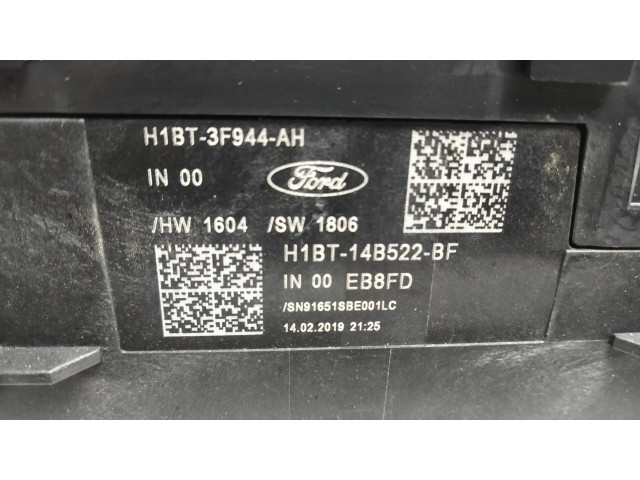 H1BT-3F944-AH
IN 00
Ford
/HW 1604 /SW 1806
H1BT-14B522-BF
IN 00 EB8FD
/SN91651SBE001LC
14.02.2019 21:25